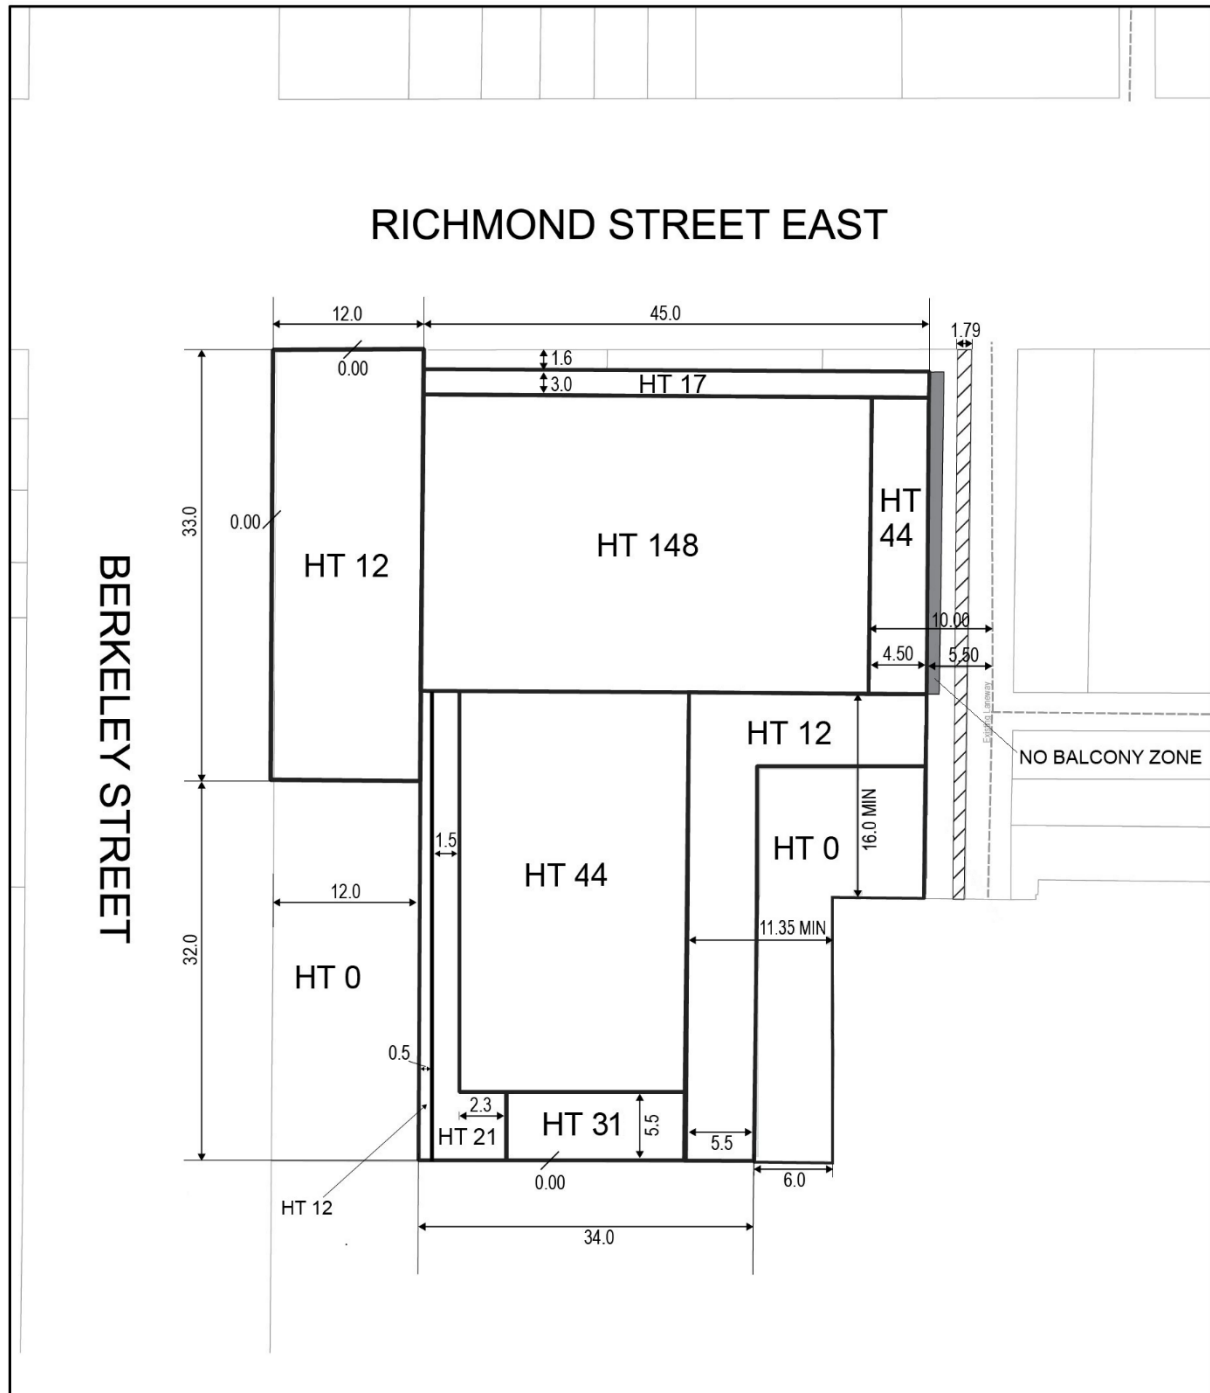 RICHMOND STREET EAST
12.0
45.0
1.79
0.00
1.6
3.0
HT 17
33.0
0.00
HT 12
HT 148
HT
44
10.00
4.50
5.50
BERKELEY STREET
Existing Laneway
HT 12
NO BALCONY ZONE
16.0 MIN
1.5
HT 44
HT 0
12.0
11.35 MIN
32.0
HT 0
0.5
2.3
HT 21
HT 31
5.5
5.5
0.00
6.0
HT 12
34.0